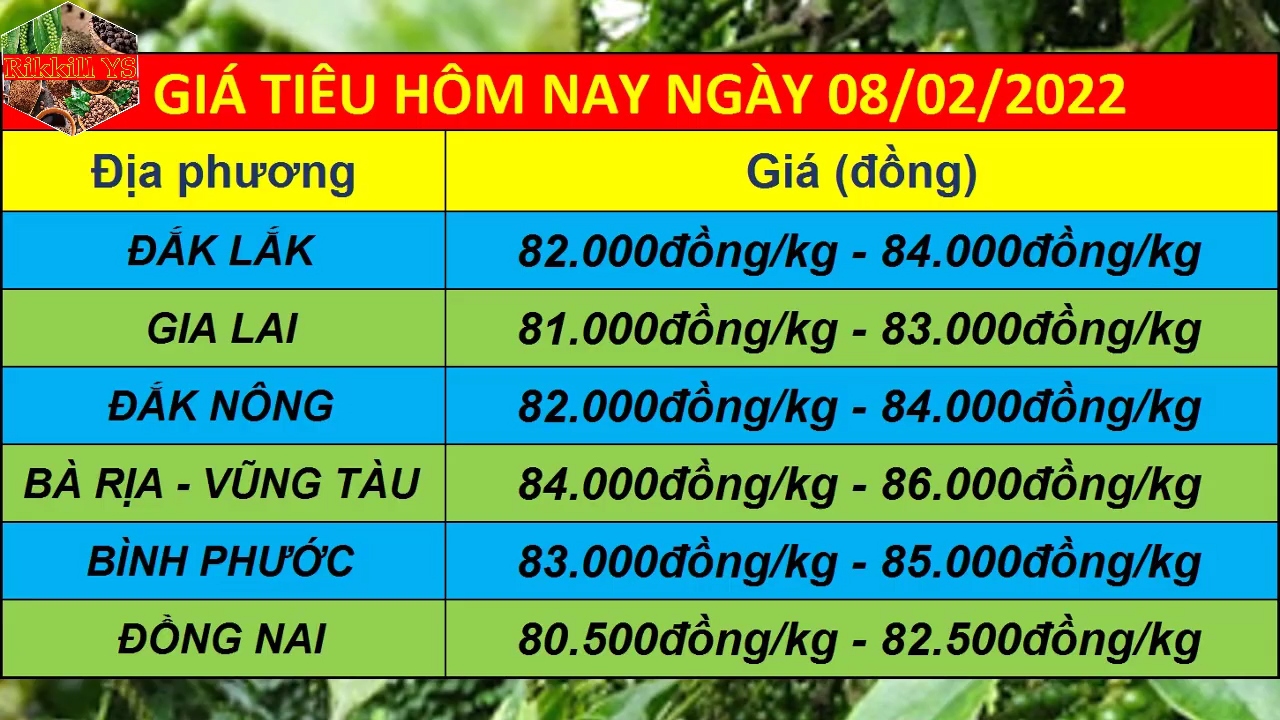 Rikkill YS
GIÁ TIÊU HÔM NAY NGÀY 08/02/2022
Địa phương Giá (đồng)
ĐẮK LẮK 82.000đồng/kg - 84.000đồng/kg
GIA LAI 81.000đồng/kg - 83.000đồng/kg
ĐẮK NÔNG 82.000đồng/kg - 84.000đồng/kg
BÀ RỊA - VŨNG TÀU 84.000đồng/kg - 86.000đồng/kg
BÌNH PHƯỚC 83.000đồng/kg - 85.000đồng/kg
ĐỒNG NAI 80.500đồng/kg - 82.500đồng/kg